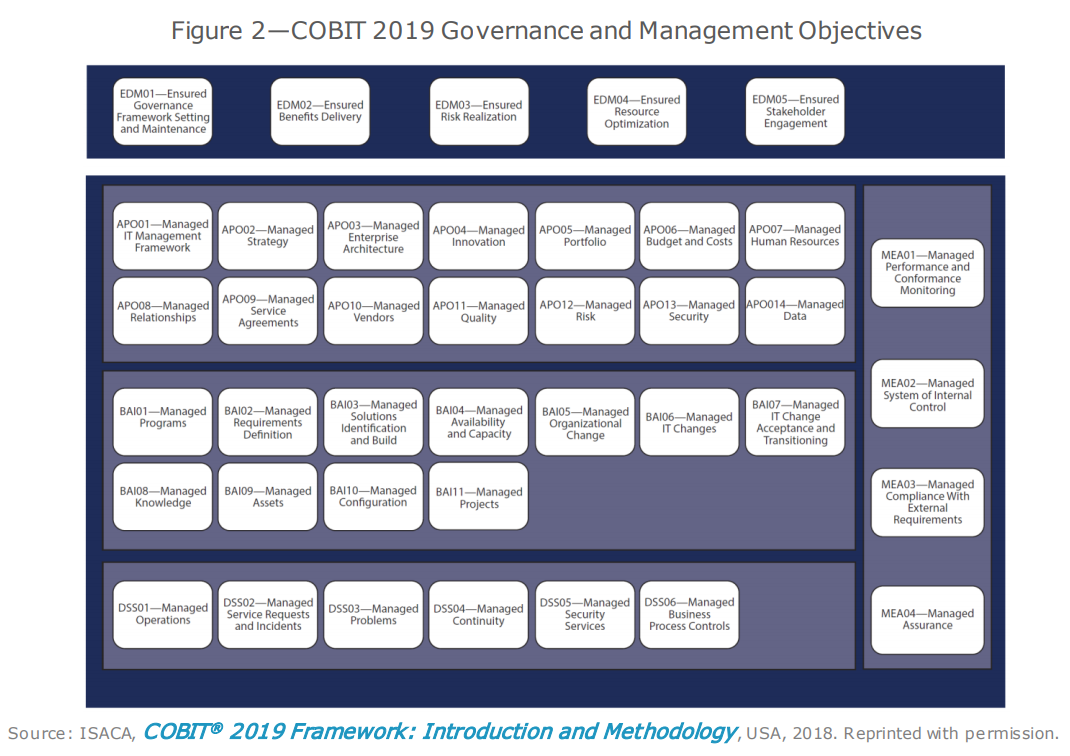 Figure 2—COBIT 2019 Governance and Management Objectives
EDM01—Ensured
Governance
Framework Setting
and Maintenance
EDM02—Ensured
Benefits Delivery
EDM03—Ensured
Risk Realization
EDM04—Ensured
Resource
Optimization
EDM05—Ensured
Stakeholder
Engagement
APO01—Managed
IT Management
Framework
APO02—Managed
Strategy
APO03—Managed
Enterprise
Architecture
APO04—Managed
Innovation
APO05—Managed
Portfolio
APO06—Managed
Budget and Costs
APO07—Managed
Human Resources
APO08—Managed
Relationships
APO09—Managed
Service
Agreements
APO10—Managed
Vendors
APO11—Managed
Quality
APO12—Managed
Risk
APO13—Managed
Security
APO014—Managed
Data
BAI01—Managed
Programs
BAI02—Managed
Requirements
Definition
BAI03—Managed
Solutions
Identification
and Build
BAI04—Managed
Availability
and Capacity
BAI05—Managed
Organizational
Change
BAI06—Managed
IT Changes
BAI07—Managed
IT Change
Acceptance and
Transitioning
BAI08—Managed
Knowledge
BAI09—Managed
Assets
BAI10—Managed
Configuration
BAI11—Managed
Projects
DSS01—Managed
Operations
DSS02—Managed
Service Requests
and Incidents
DSS03—Managed
Problems
DSS04—Managed
Continuity
DSS05—Managed
Security
Services
DSS06—Managed
Business
Process Controls
MEA01—Managed
Performance and
Conformance
Monitoring
MEA02—Managed
System of Internal
Control
MEA03—Managed
Compliance With
External
Requirements
MEA04—Managed
Assurance
Source: ISACA, COBIT® 2019 Framework: Introduction and Methodology, USA, 2018. Reprinted with permission.